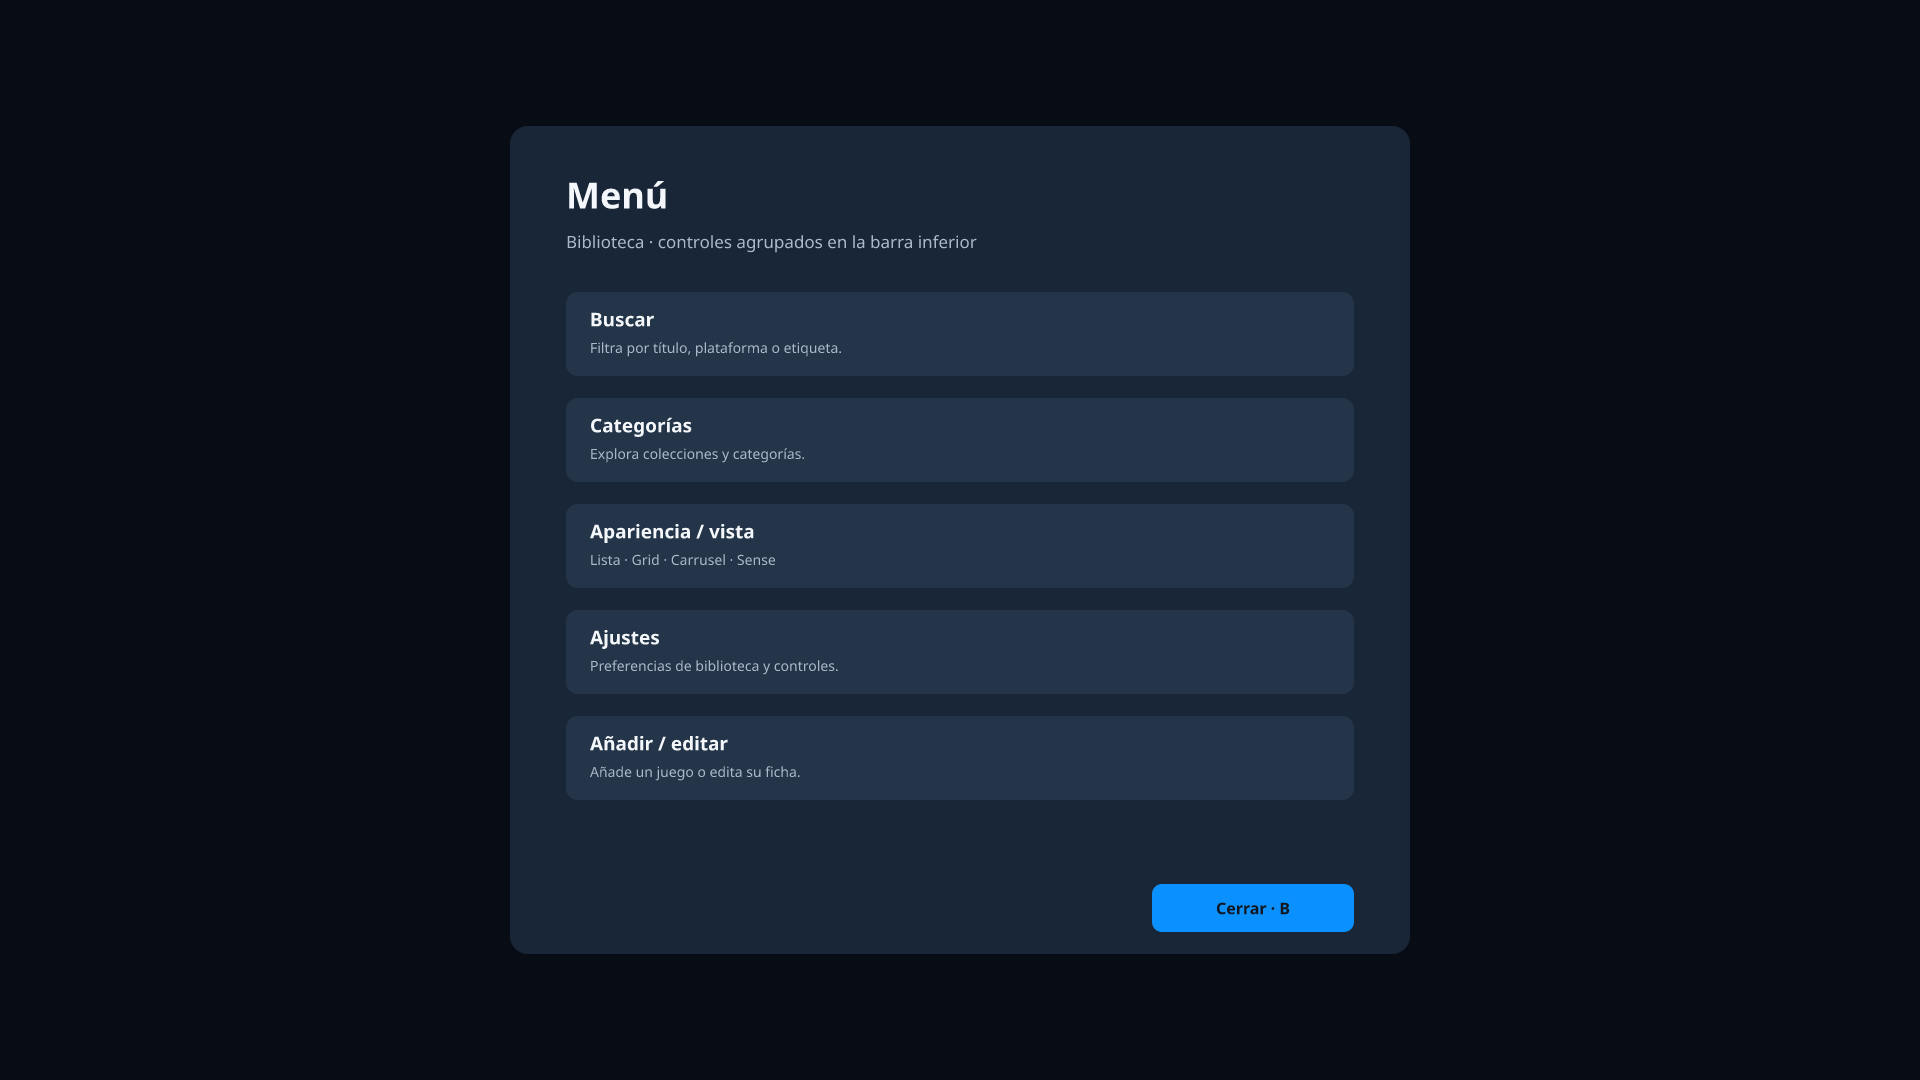 Menú
Biblioteca · controles agrupados en la barra inferior
Buscar
Filtra por título, plataforma o etiqueta.
Categorías
Explora colecciones y categorías.
Apariencia / vista
Lista · Grid · Carrusel · Sense
Ajustes
Preferencias de biblioteca y controles.
Añadir / editar
Añade un juego o edita su ficha.
Cerrar · B